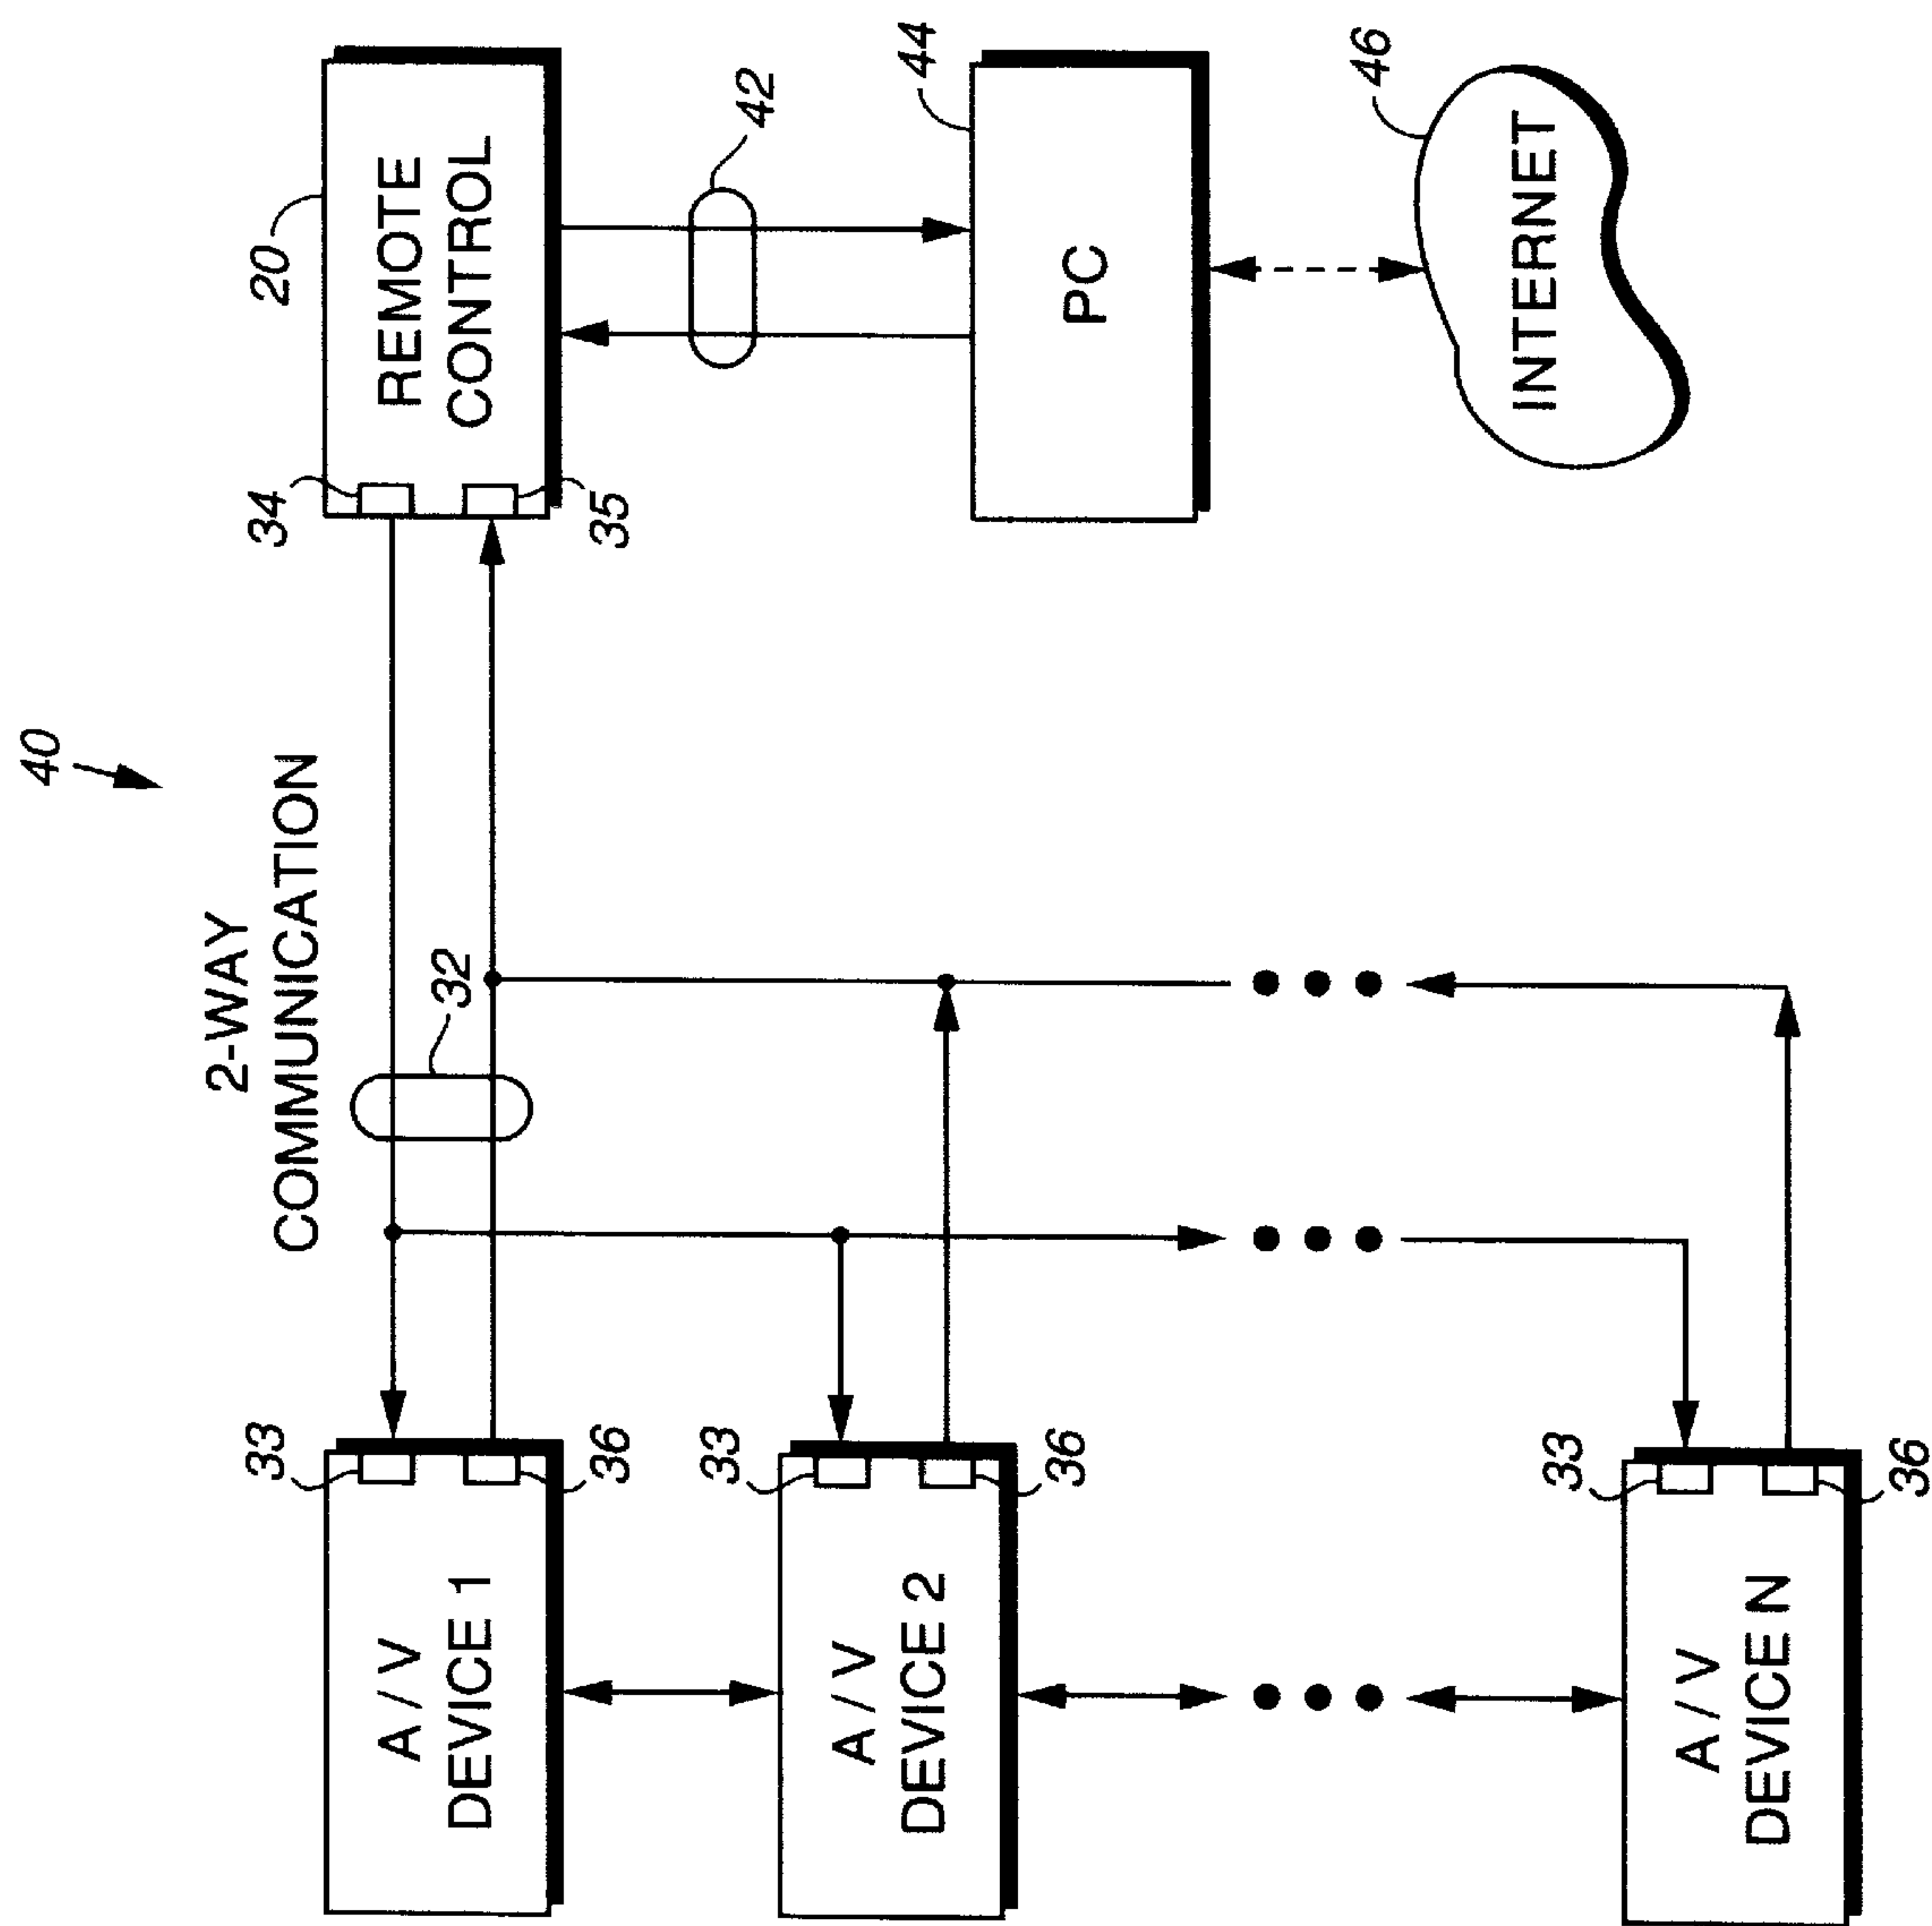 40
2-WAY
COMMUNICATION
32
20
34
35
REMOTE
CONTROL
42
44
PC
46
INTERNET
33
36
A / V
DEVICE 1
33
36
A / V
DEVICE 2
33
36
A / V
DEVICE N